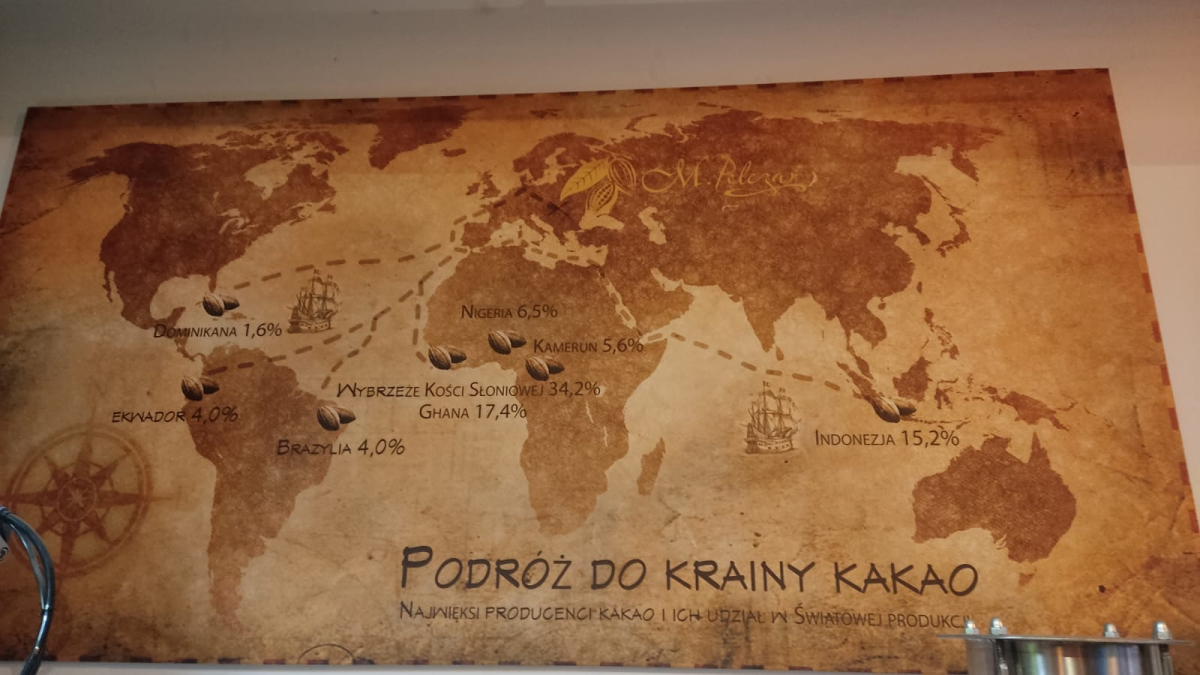 M. Pelczar
Nigeria 6,5%
Dominikana 1,6%
Kamerun 5,6%
Wybrzeże Kości Słoniowej 34,2%
Ghana 17,4%
Ekwador 4,0%
Brazylia 4,0%
Indonezja 15,2%
Podróż do krainy kakao
Najwięksi producenci kakao i ich udział w Światowej produkcji